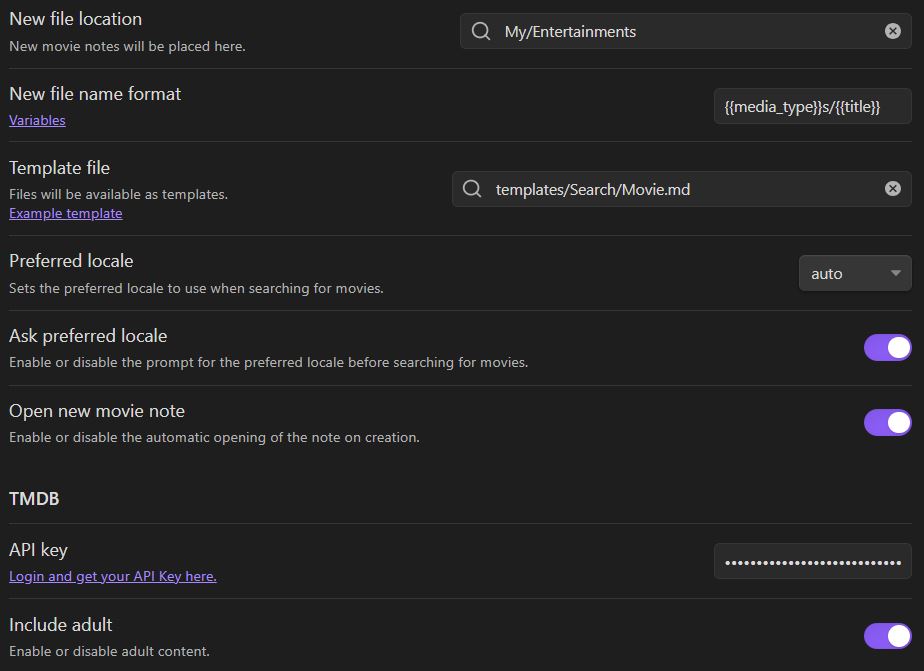 New file location
New movie notes will be placed here.
My/Entertainments
New file name format
Variables
{{media_type}}s/{{title}}
Template file
Files will be available as templates.
Example template
templates/Search/Movie.md
Preferred locale
Sets the preferred locale to use when searching for movies.
auto
Ask preferred locale
Enable or disable the prompt for the preferred locale before searching for movies.
Open new movie note
Enable or disable the automatic opening of the note on creation.
TMDB
API key
Login and get your API Key here.
Include adult
Enable or disable adult content.